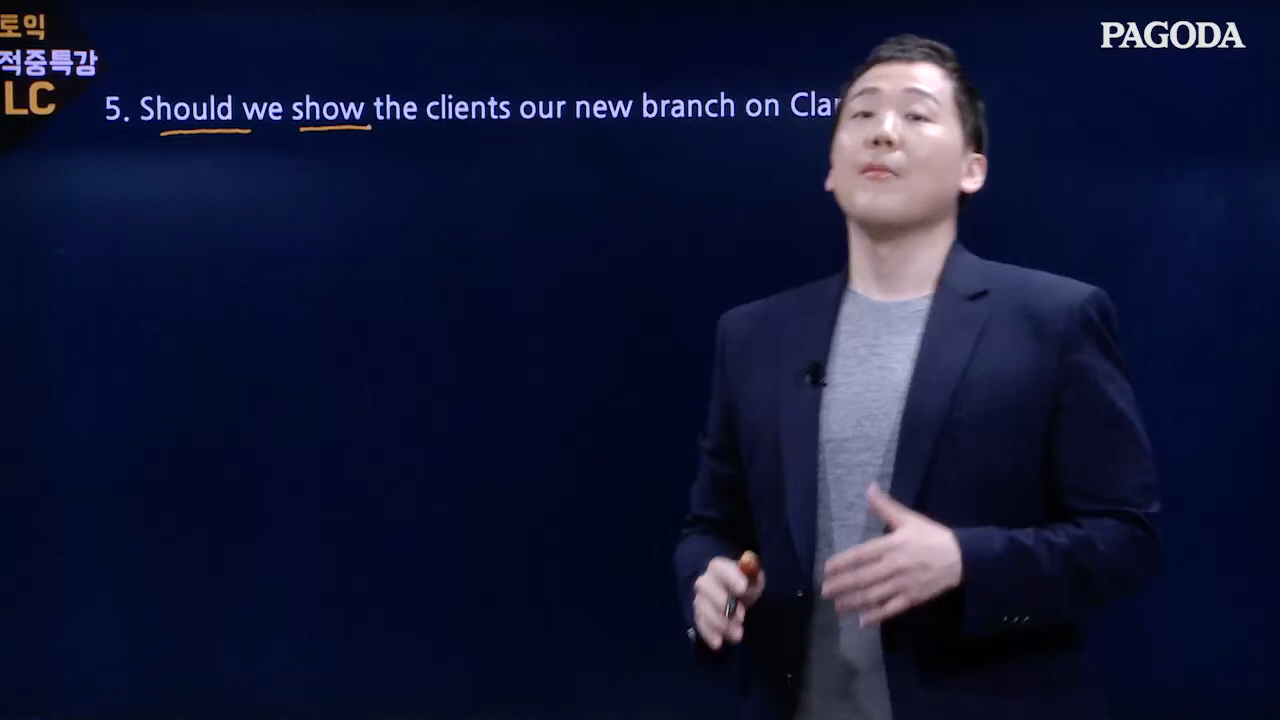 토익
적중특강
LC
PAGODA
5. Should we show the clients our new branch on